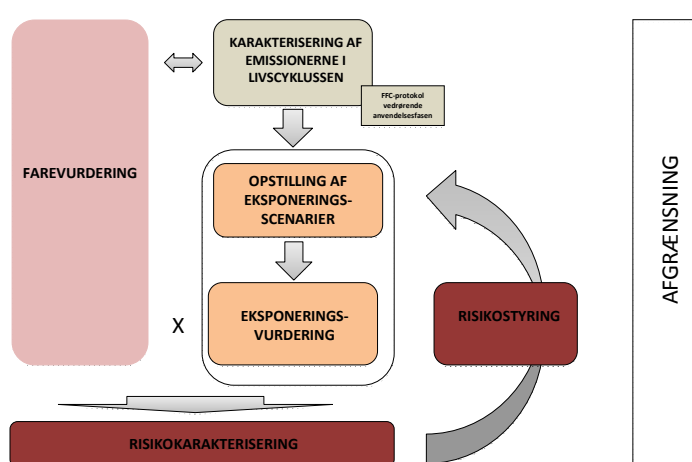 KARAKTERISERING AF
EMISSIONERNE I
LIVSCYKLUSSEN
FFC-protokol
vedrørende
anvendelsesfasen
FAREVURDERING
OPSTILLING AF
EKSPONERINGS-
SCENARIER
X
EKSPONERINGS-
VURDERING
RISIKOSTYRING
RISIKOKARAKTERISERING
AFGRÆNSNING